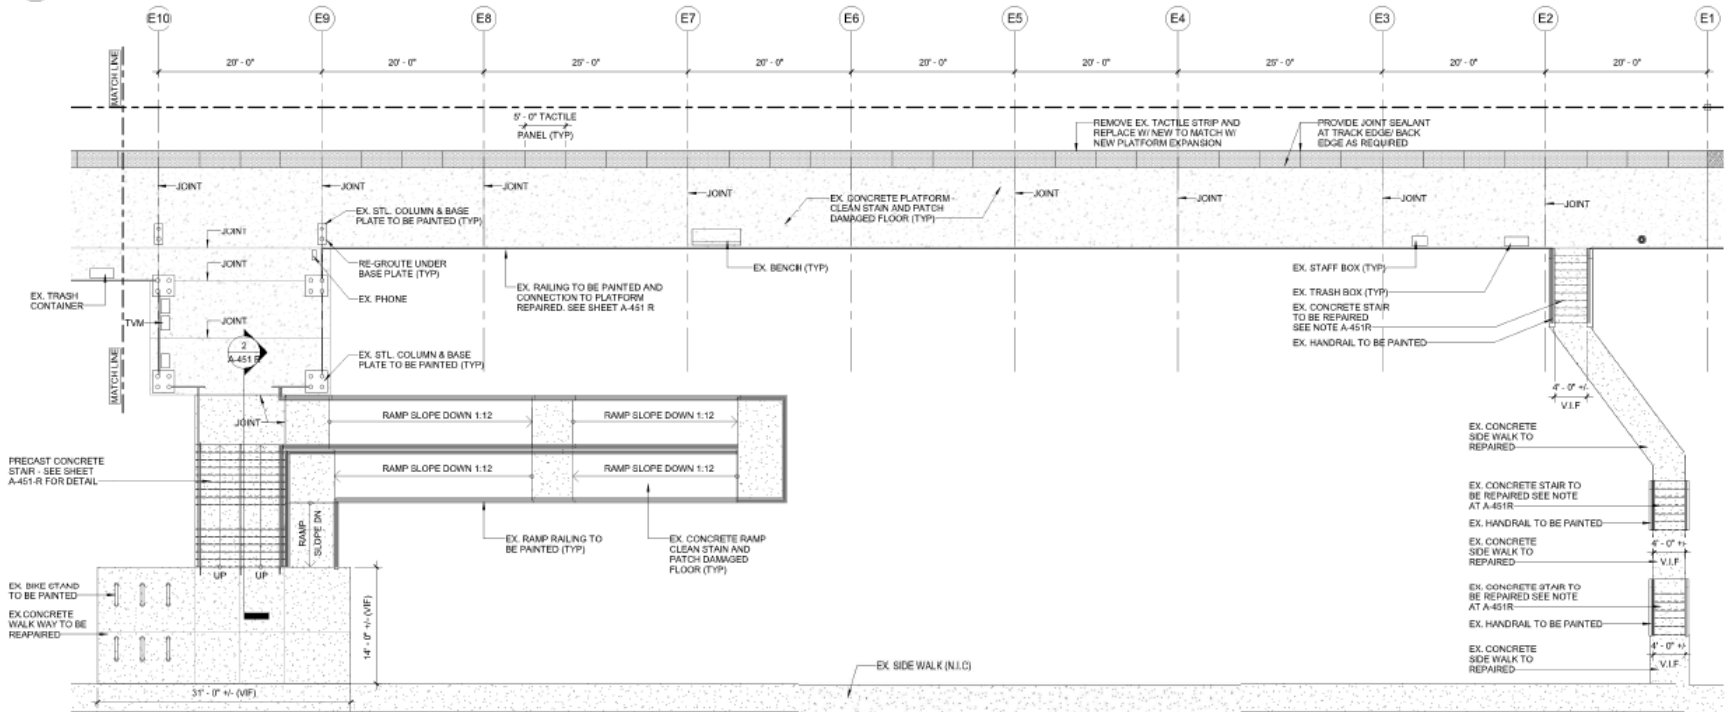 E10 E9 E8 E7 E6 E5 E4 E3 E2 E1
20' - 0" 20' - 0" 25' - 0" 20' - 0" 20' - 0" 20' - 0" 25' - 0" 20' - 0" 20' - 0"
MATCH LINE
5' - 0" TACTILE
PANEL (TYP)
REMOVE EX. TACTILE STRIP AND
REPLACE W/ NEW TO MATCH W/
NEW PLATFORM EXPANSION
PROVIDE JOINT SEALANT
AT TRACK EDGE/ BACK
EDGE AS REQUIRED
JOINT
JOINT
JOINT
JOINT
JOINT
JOINT
JOINT
JOINT
EX. CONCRETE PLATFORM -
CLEAN STAIN AND PATCH
DAMAGED FLOOR (TYP)
EX. STL. COLUMN & BASE
PLATE TO BE PAINTED (TYP)
JOINT
JOINT
RE-GROUTE UNDER
BASE PLATE (TYP)
EX. PHONE
EX. BENCH (TYP)
EX. RAILING TO BE PAINTED AND
CONNECTION TO PLATFORM
REPAIRED. SEE SHEET A-451 R
EX. STAFF BOX (TYP)
EX. TRASH BOX (TYP)
EX. CONCRETE STAIR
TO BE REPAIRED
SEE NOTE A-451R
EX. HANDRAIL TO BE PAINTED
EX. TRASH
CONTAINER
TVM
JOINT
2
A-451 R
MATCH LINE
EX. STL. COLUMN & BASE
PLATE TO BE PAINTED (TYP)
4' - 0" +/-
V.I.F
JOINT
RAMP SLOPE DOWN 1:12
RAMP SLOPE DOWN 1:12
RAMP SLOPE DOWN 1:12
RAMP SLOPE DOWN 1:12
PRECAST CONCRETE
STAIR - SEE SHEET
A-451-R FOR DETAIL
RAMP
SLOPE DN
EX. RAMP RAILING TO
BE PAINTED (TYP)
EX. CONCRETE RAMP
CLEAN STAIN AND
PATCH DAMAGED
FLOOR (TYP)
UP UP
EX. BIKE STAND
TO BE PAINTED
EX.CONCRETE
WALK WAY TO BE
REAPAIRED
14' - 0" +/- (VIF)
31' - 0" +/- (VIF)
EX. SIDE WALK (N.I.C)
EX. CONCRETE
SIDE WALK TO
REPAIRED
EX. CONCRETE STAIR TO
BE REPAIRED SEE NOTE
AT A-451R
EX. HANDRAIL TO BE PAINTED
EX. CONCRETE
SIDE WALK TO
REPAIRED
4' - 0" +/-
V.I.F
EX. CONCRETE STAIR TO
BE REPAIRED SEE NOTE
AT A-451R
EX. HANDRAIL TO BE PAINTED
EX. CONCRETE
SIDE WALK TO
REPAIRED
4' - 0" +/-
V.I.F